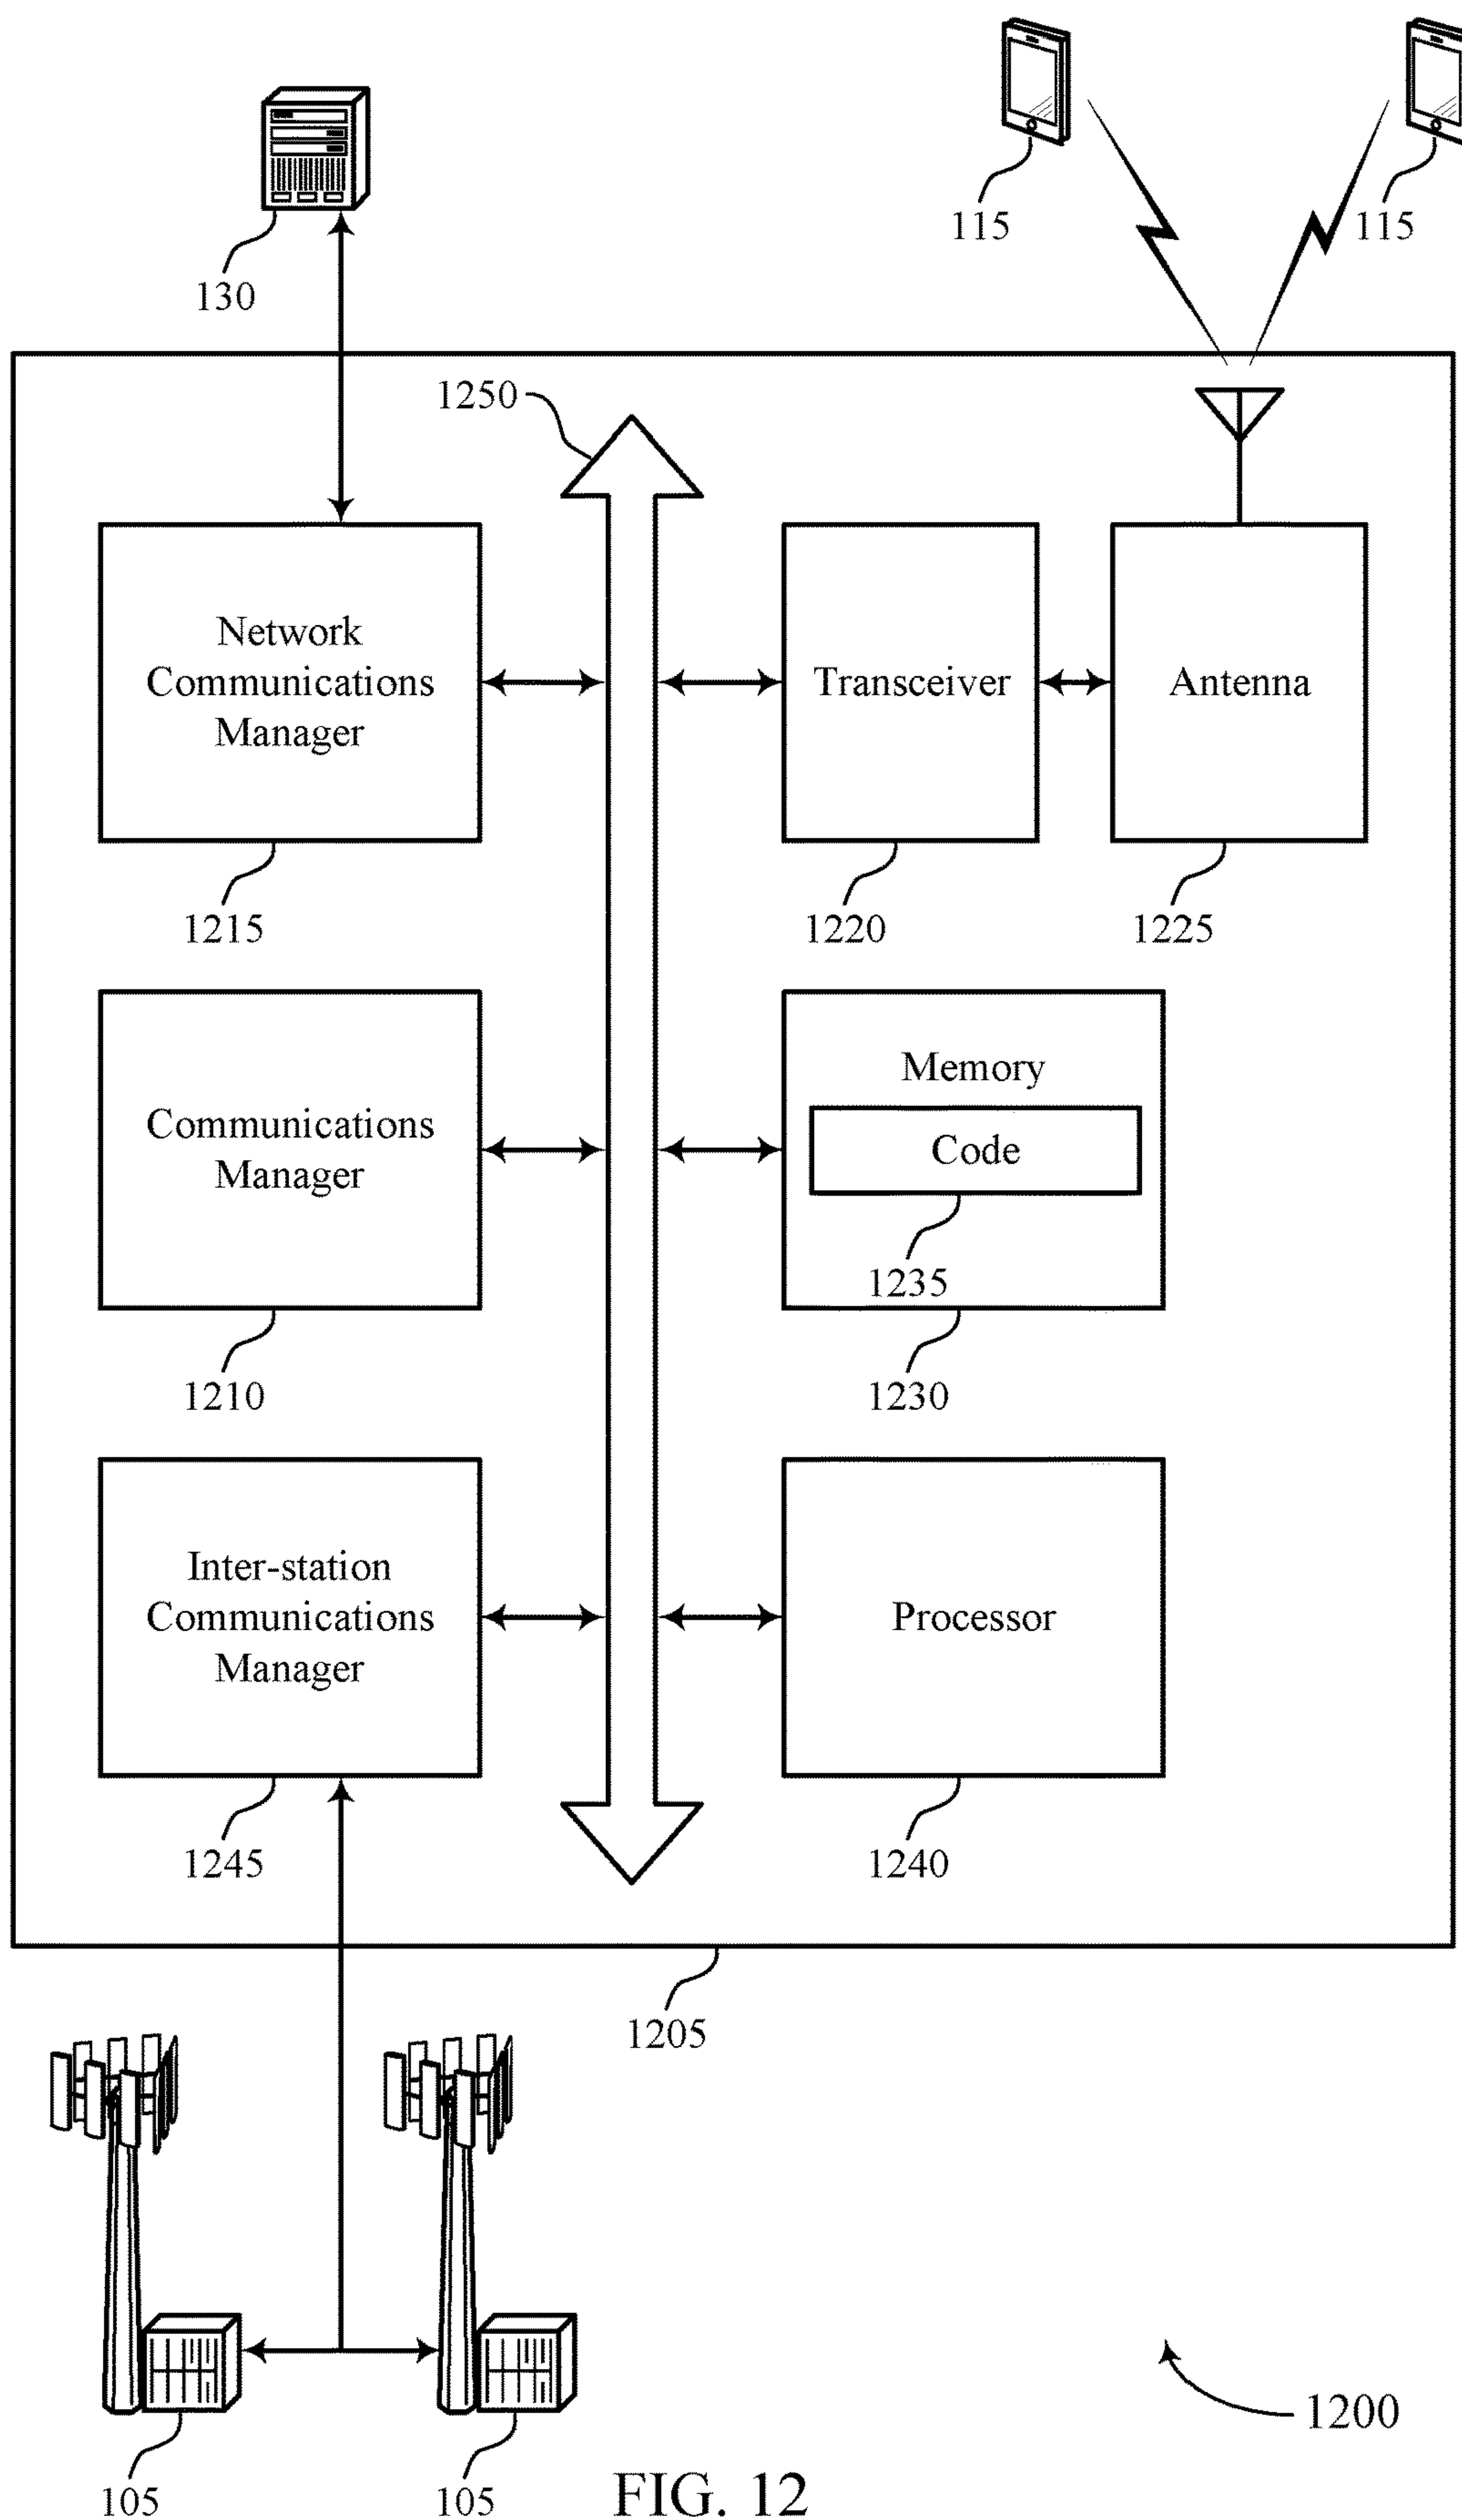 115
115
130
1250
Network
Communications
Manager
Transceiver
Antenna
1215
1220
1225
Communications
Manager
Memory
Code
1235
1210
1230
Inter-station
Communications
Manager
Processor
1245
1240
1205
1200
105
105
FIG. 12